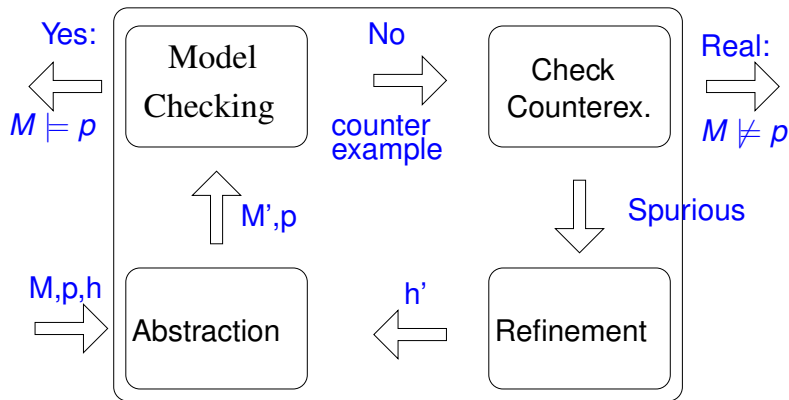 Yes:
M ⊨ p
Model
Checking
No
counter
example
Check
Counterex.
Real:
M ⊭ p
M',p
Spurious
M,p,h
Abstraction
h'
Refinement